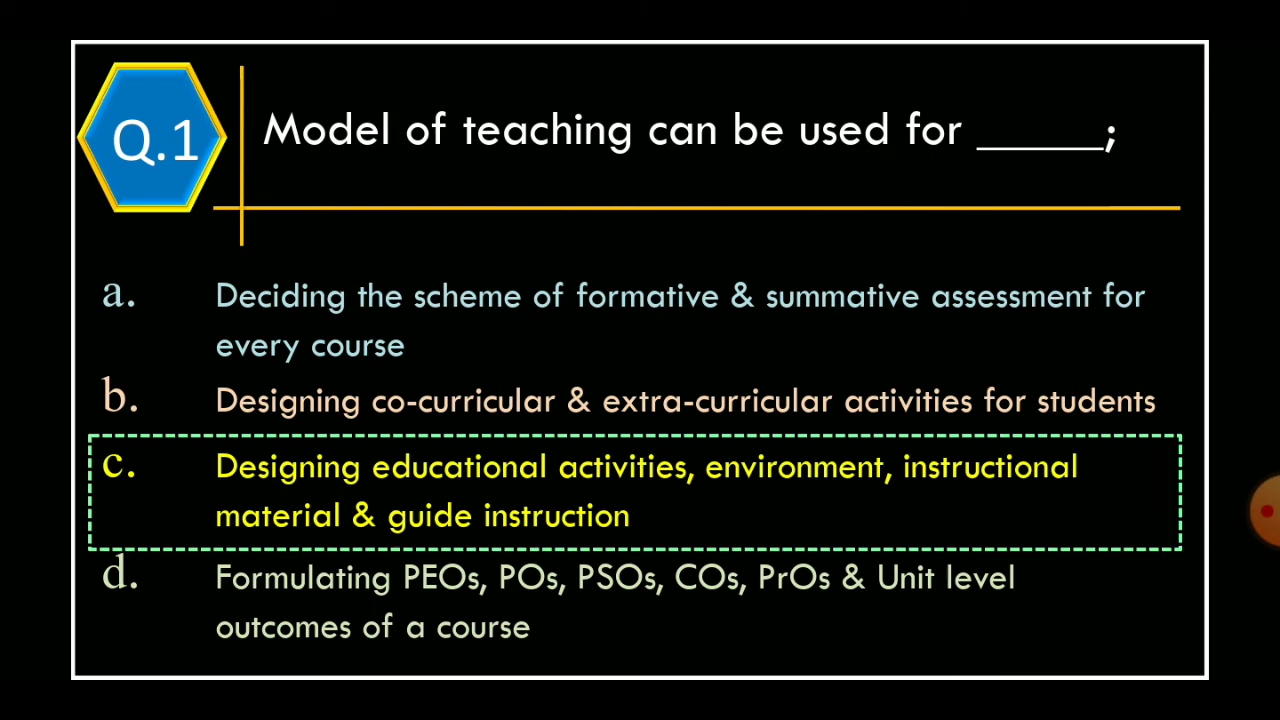 Q.1
Model of teaching can be used for ______;
a. Deciding the scheme of formative & summative assessment for
every course
b. Designing co-curricular & extra-curricular activities for students
c. Designing educational activities, environment, instructional
material & guide instruction
d. Formulating PEOs, POs, PSOs, COs, PrOs & Unit level
outcomes of a course